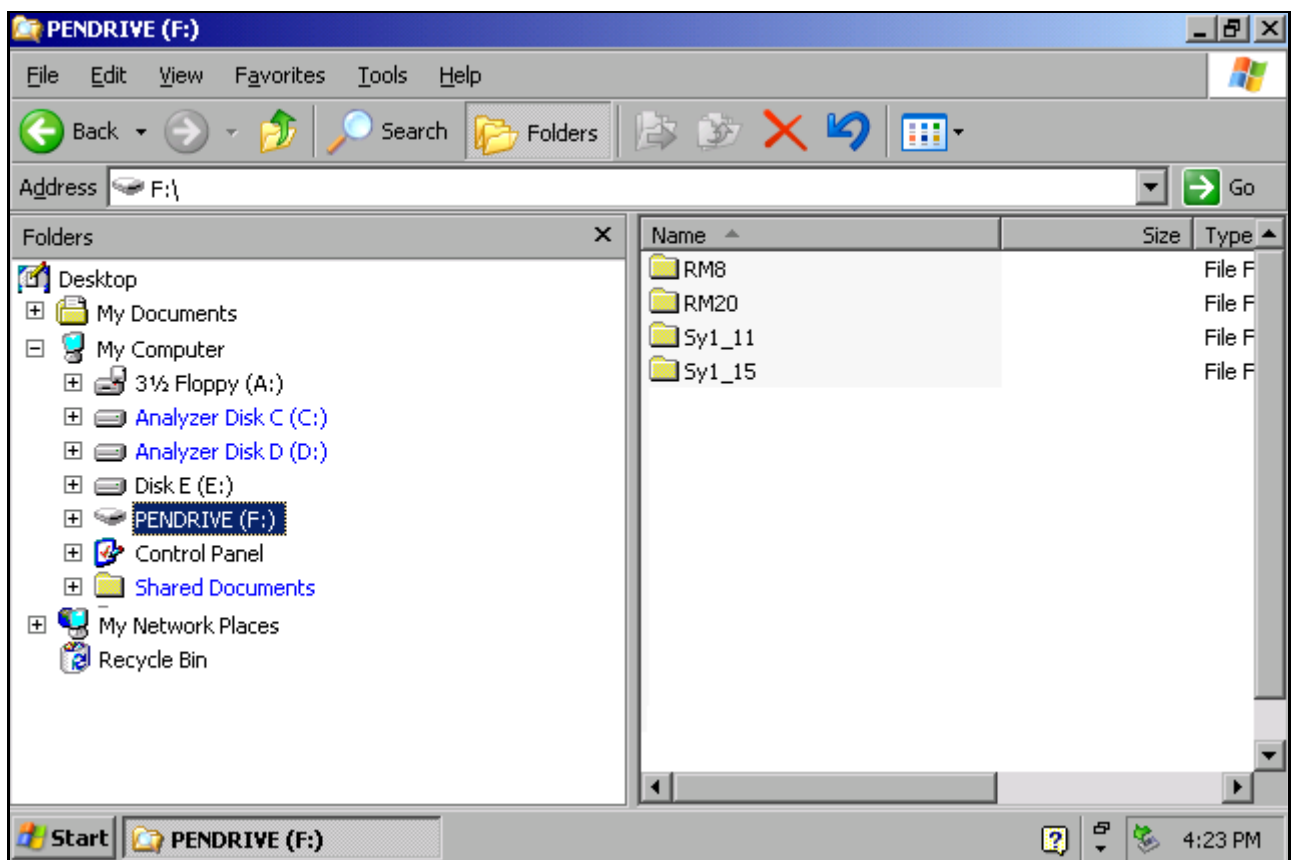 PENDRIVE (F:)
File Edit View Favorites Tools Help
Back Search Folders
Address F:\ Go
Folders
Name Size Type
Desktop
My Documents
My Computer
3½ Floppy (A:)
Analyzer Disk C (C:)
Analyzer Disk D (D:)
Disk E (E:)
PENDRIVE (F:)
Control Panel
Shared Documents
My Network Places
Recycle Bin
RM8 File F
RM20 File F
Sy1_11 File F
Sy1_15 File F
Start PENDRIVE (F:) 4:23 PM